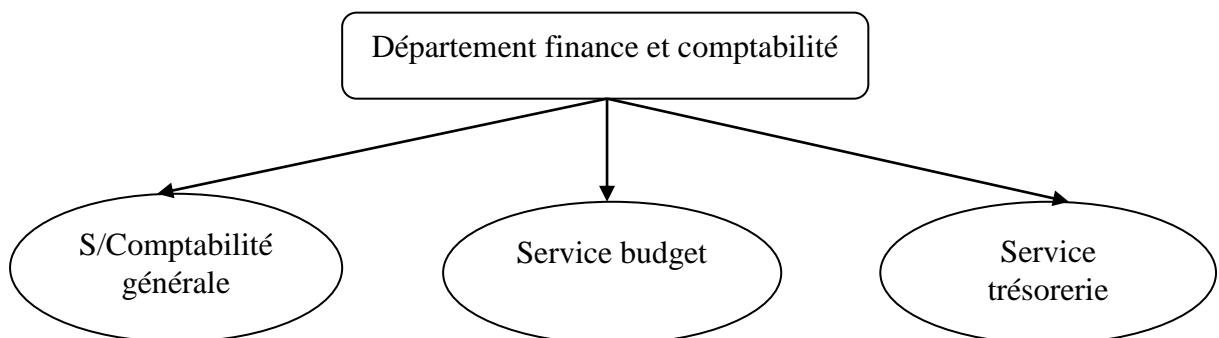 Département finance et comptabilité
S/Comptabilité
générale
Service budget
Service
trésorerie